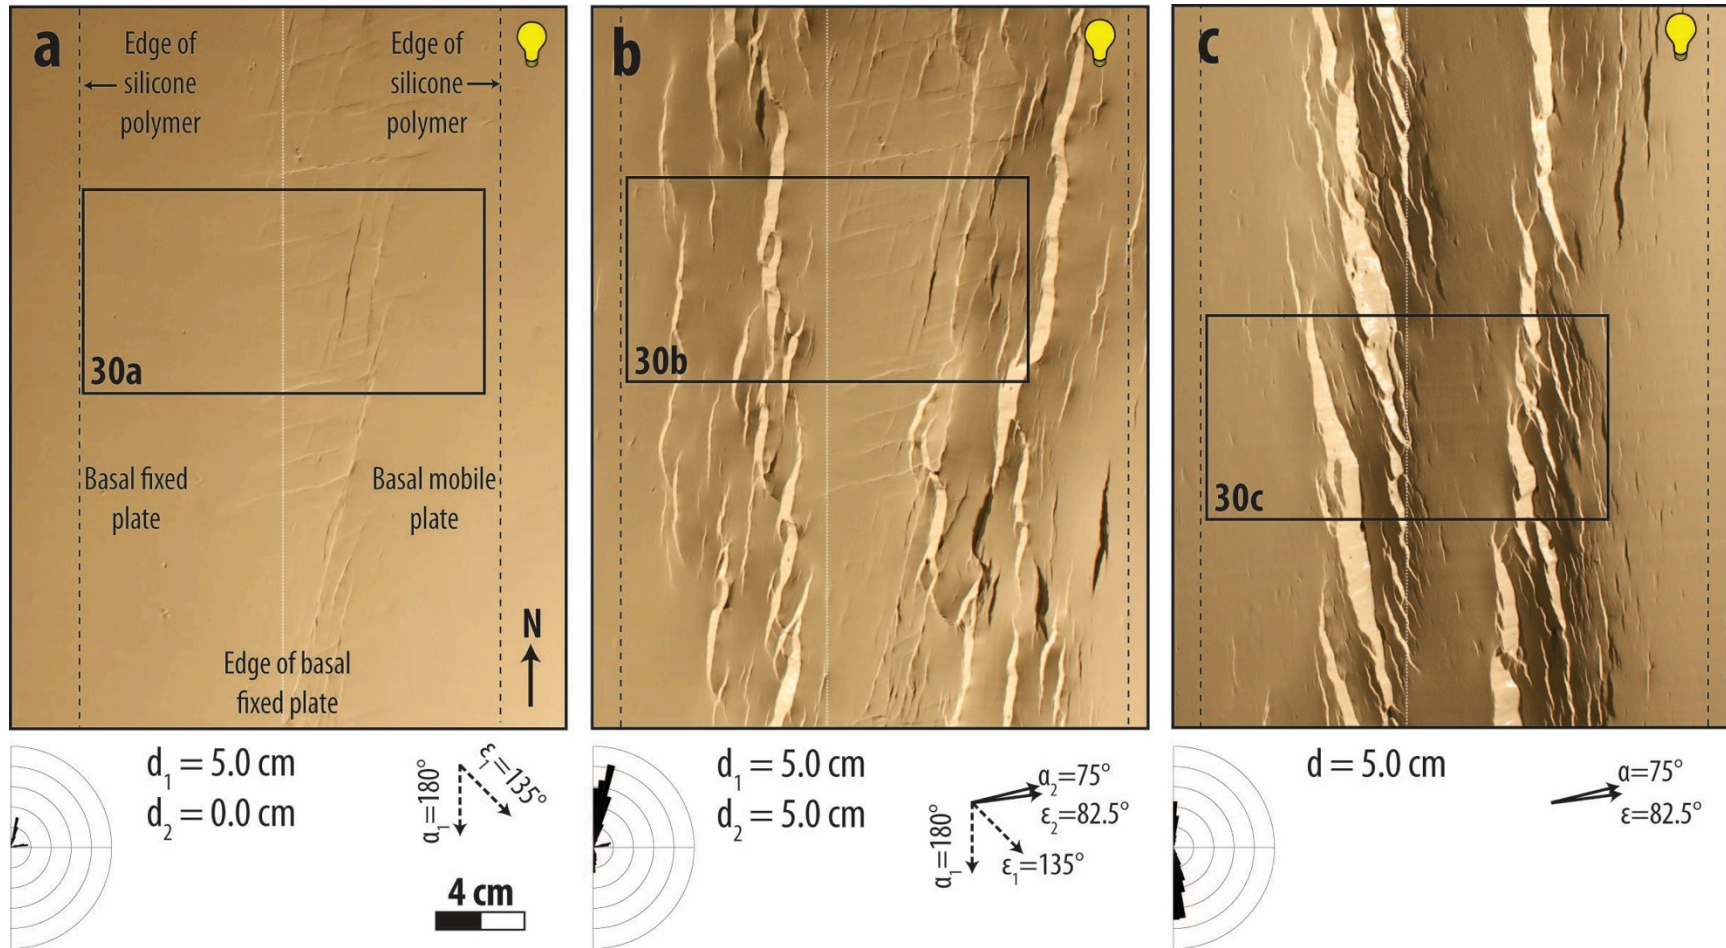 a
Edge of
silicone
polymer
Edge of
silicone
polymer
30a
Basal fixed
plate
Basal mobile
plate
Edge of basal
fixed plate
N
d₁ = 5.0 cm
d₂ = 0.0 cm
α₁=180°
ε₁=135°
4 cm
b
30b
d₁ = 5.0 cm
d₂ = 5.0 cm
α₂=75°
ε₂=82.5°
α₁=180°
ε₁=135°
c
30c
d = 5.0 cm
α=75°
ε=82.5°